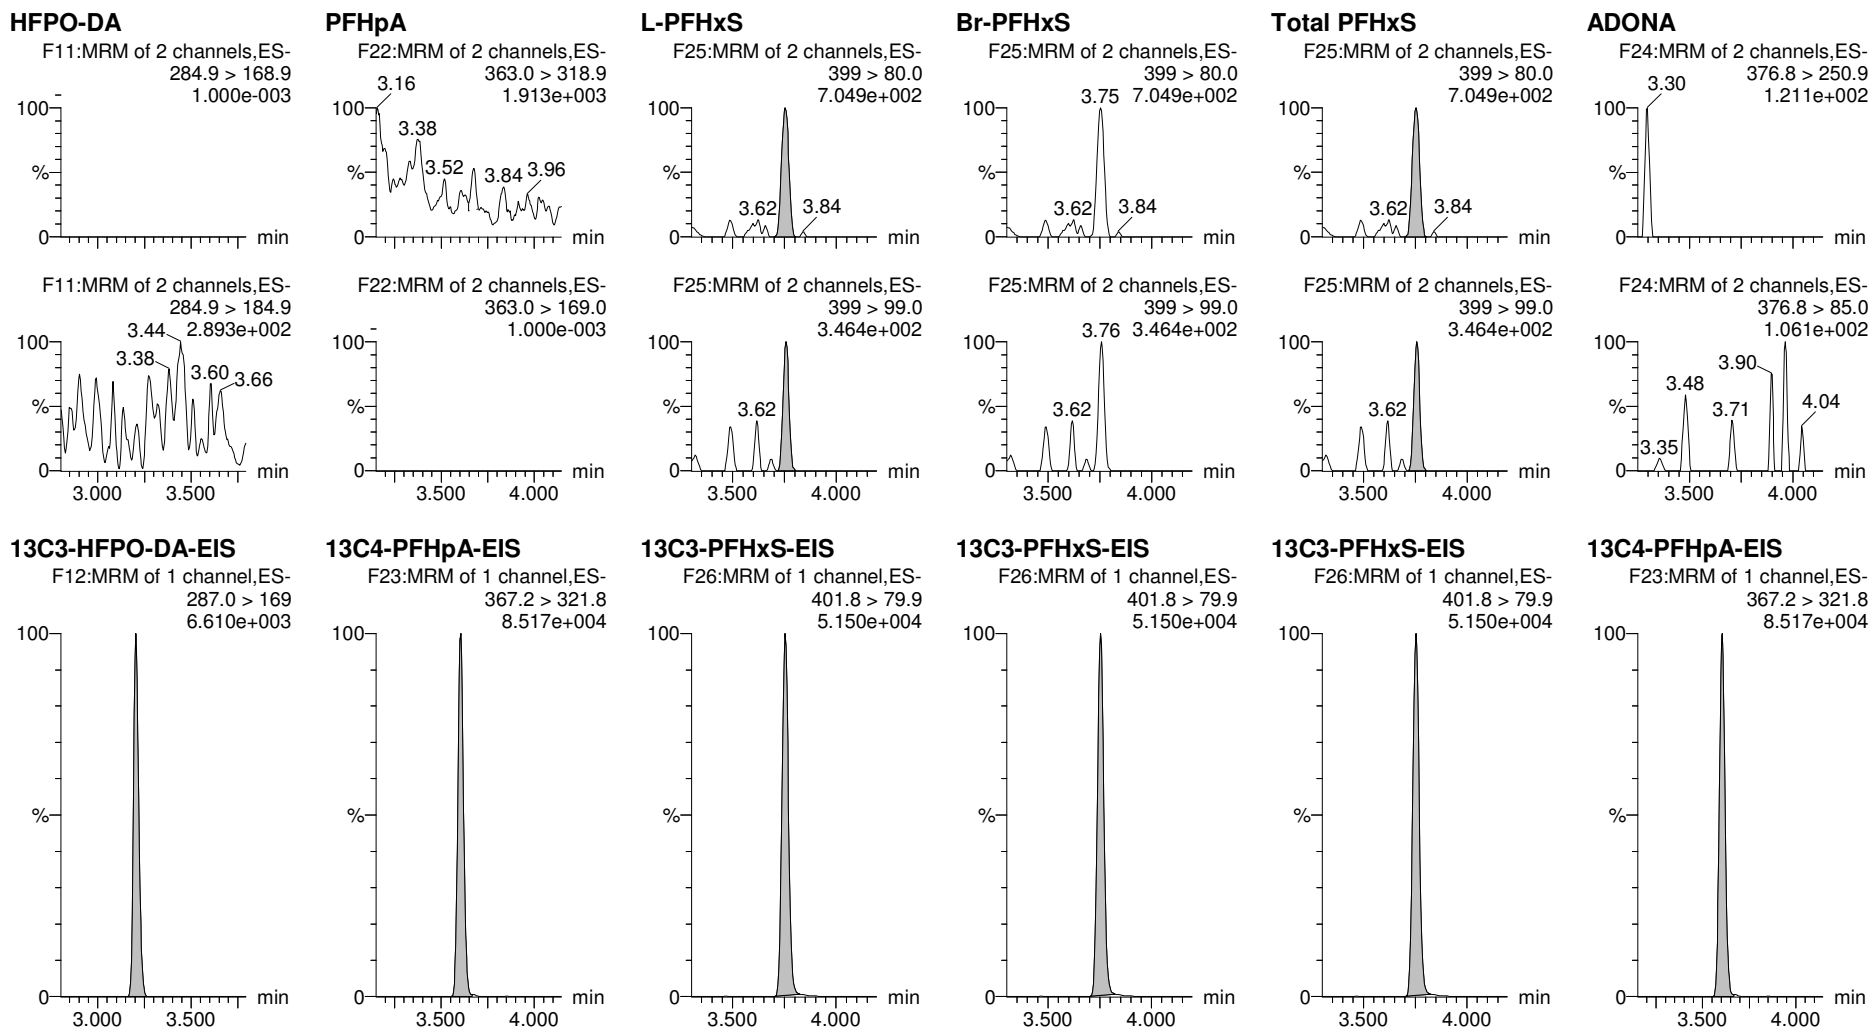 HFPO-DA
F11:MRM of 2 channels,ES-
284.9 > 168.9
1.000e-003
100
%
0
min
F11:MRM of 2 channels,ES-
284.9 > 184.9
2.893e+002
3.44
3.38
3.60
3.66
100
%
0
min
3.000 3.500
PFHpA
F22:MRM of 2 channels,ES-
363.0 > 318.9
1.913e+003
3.16
3.38
3.52
3.84
3.96
100
%
0
min
F22:MRM of 2 channels,ES-
363.0 > 169.0
1.000e-003
100
%
0
min
3.500 4.000
L-PFHxS
F25:MRM of 2 channels,ES-
399 > 80.0
7.049e+002
3.62
3.84
100
%
0
min
F25:MRM of 2 channels,ES-
399 > 99.0
3.464e+002
3.62
100
%
0
min
3.500 4.000
Br-PFHxS
F25:MRM of 2 channels,ES-
399 > 80.0
3.75 7.049e+002
3.62
3.84
100
%
0
min
F25:MRM of 2 channels,ES-
399 > 99.0
3.76 3.464e+002
3.62
100
%
0
min
3.500 4.000
Total PFHxS
F25:MRM of 2 channels,ES-
399 > 80.0
7.049e+002
3.62
3.84
100
%
0
min
F25:MRM of 2 channels,ES-
399 > 99.0
3.464e+002
3.62
100
%
0
min
3.500 4.000
ADONA
F24:MRM of 2 channels,ES-
376.8 > 250.9
3.30
1.211e+002
100
%
0
min
F24:MRM of 2 channels,ES-
376.8 > 85.0
1.061e+002
3.90
3.48
3.71
4.04
3.35
100
%
0
min
3.500 4.000
13C3-HFPO-DA-EIS
F12:MRM of 1 channel,ES-
287.0 > 169
6.610e+003
100
%
0
min
3.000 3.500
13C4-PFHpA-EIS
F23:MRM of 1 channel,ES-
367.2 > 321.8
8.517e+004
100
%
0
min
3.500 4.000
13C3-PFHxS-EIS
F26:MRM of 1 channel,ES-
401.8 > 79.9
5.150e+004
100
%
0
min
3.500 4.000
13C3-PFHxS-EIS
F26:MRM of 1 channel,ES-
401.8 > 79.9
5.150e+004
100
%
0
min
3.500 4.000
13C3-PFHxS-EIS
F26:MRM of 1 channel,ES-
401.8 > 79.9
5.150e+004
100
%
0
min
3.500 4.000
13C4-PFHpA-EIS
F23:MRM of 1 channel,ES-
367.2 > 321.8
8.517e+004
100
%
0
min
3.500 4.000